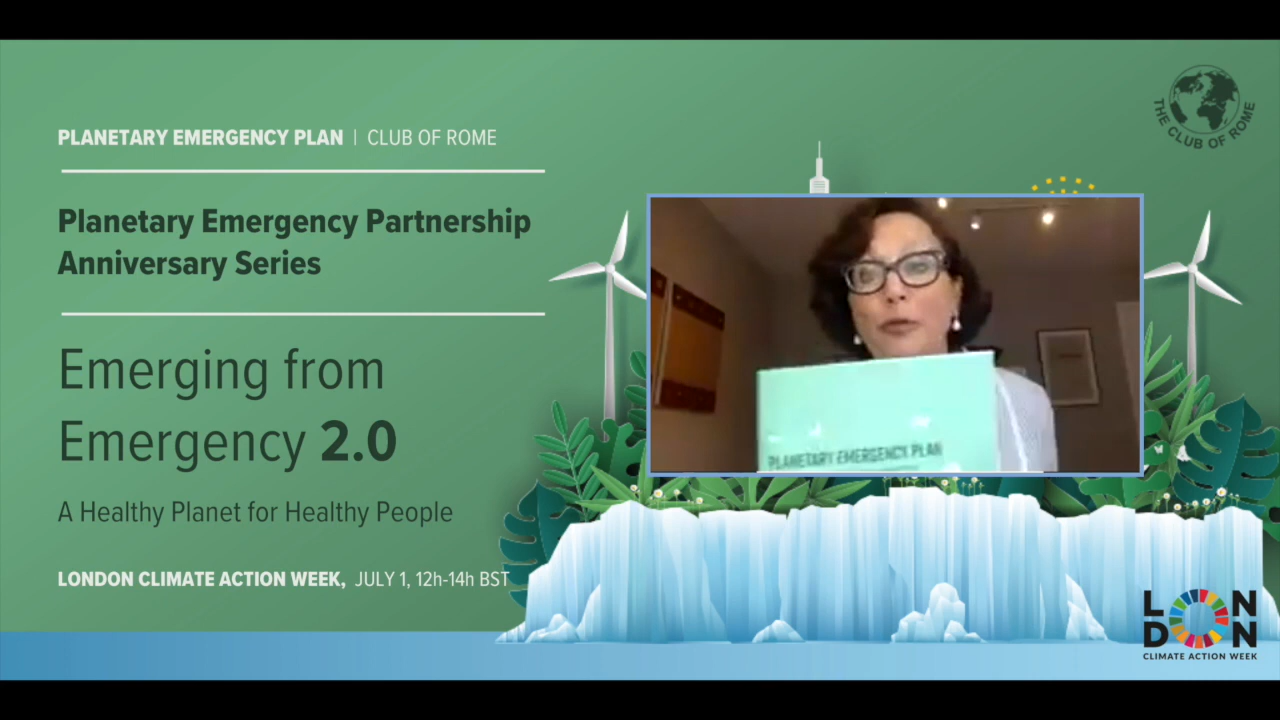 PLANETARY EMERGENCY PLAN | CLUB OF ROME
THE CLUB OF ROME
Planetary Emergency Partnership
Anniversary Series
Emerging from
Emergency 2.0
A Healthy Planet for Healthy People
LONDON CLIMATE ACTION WEEK, JULY 1, 12h-14h BST
PLANETARY EMERGENCY PLAN
LONDON
CLIMATE ACTION WEEK